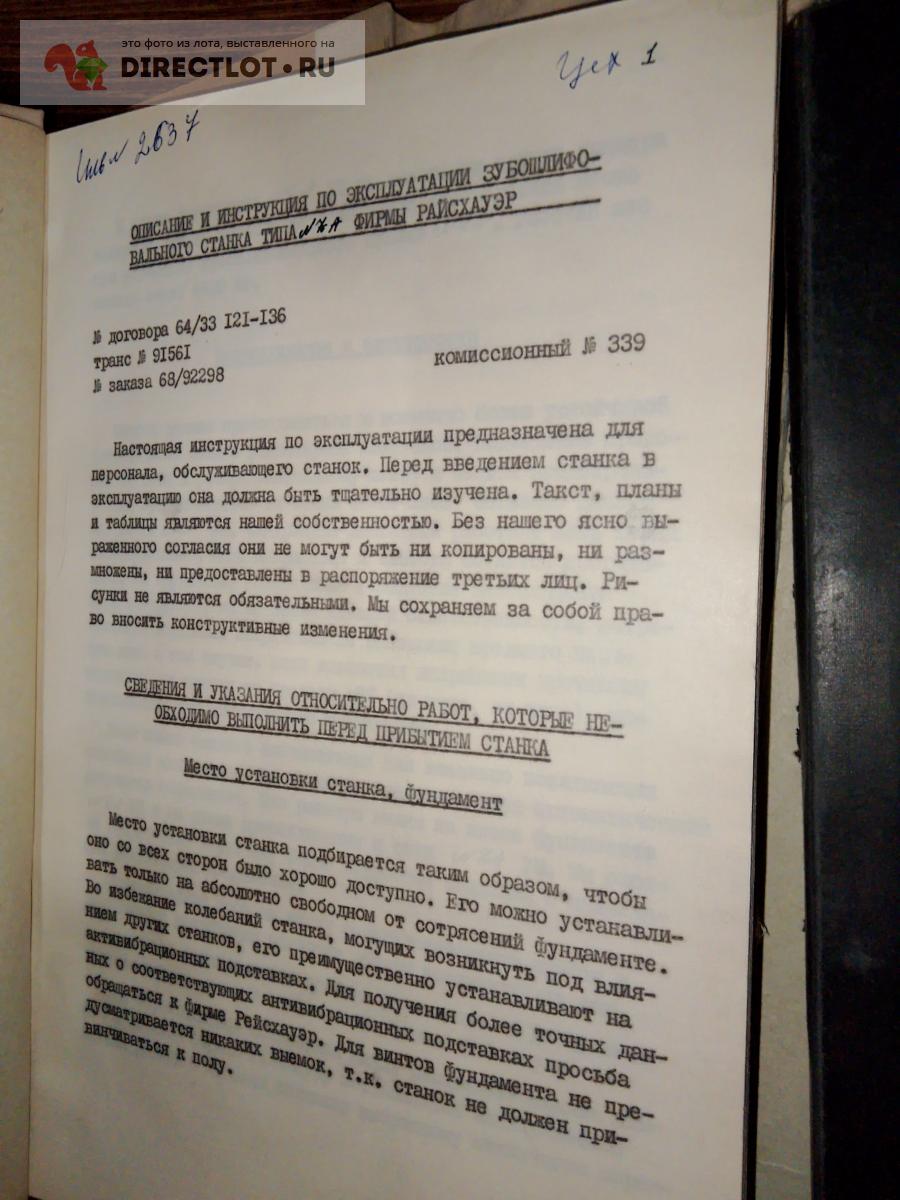 это фото из лота, выставленного на
DIRECTLOT•RU
Цех 1
Инв № 2637
ОПИСАНИЕ И ИНСТРУКЦИЯ ПО ЭКСПЛУАТАЦИИ ЗУБОШЛИФО-
ВАЛЬНОГО СТАНКА ТИПА NZA ФИРМЫ РАЙСХАУЭР
№ договора 64/33 I2I-I36
транс № 9I56I
комиссионный № 339
№ заказа 68/92298
Настоящая инструкция по эксплуатации предназначена для
персонала, обслуживающего станок. Перед введением станка в
эксплуатацию она должна быть тщательно изучена. Такст, планы
и таблицы являются нашей собственностью. Без нашего ясно вы-
раженного согласия они не могут быть ни копированы, ни раз-
множены, ни предоставлены в распоряжение третьих лиц. Ри-
сунки не являются обязательными. Мы сохраняем за собой пра-
во вносить конструктивные изменения.
СВЕДЕНИЯ И УКАЗАНИЯ ОТНОСИТЕЛЬНО РАБОТ, КОТОРЫЕ НЕ-
ОБХОДИМО ВЫПОЛНИТЬ ПЕРЕД ПРИБЫТИЕМ СТАНКА
Место установки станка, фундамент
Место установки станка подбирается таким образом, чтобы
оно со всех сторон было хорошо доступно. Его можно устанавли-
вать только на абсолютно свободном от сотрясений фундаменте.
Во избежание колебаний станка, могущих возникнуть под влия-
нием других станков, его преимущественно устанавливают на
активибрационных подставках. Для получения более точных дан-
ных о соответствующих антивибрационных подставках просьба
обращаться к фирме Рейсхауэр. Для винтов фундамента не пре-
дусматривается никаких выемок, т.к. станок не должен при-
винчиваться к полу.